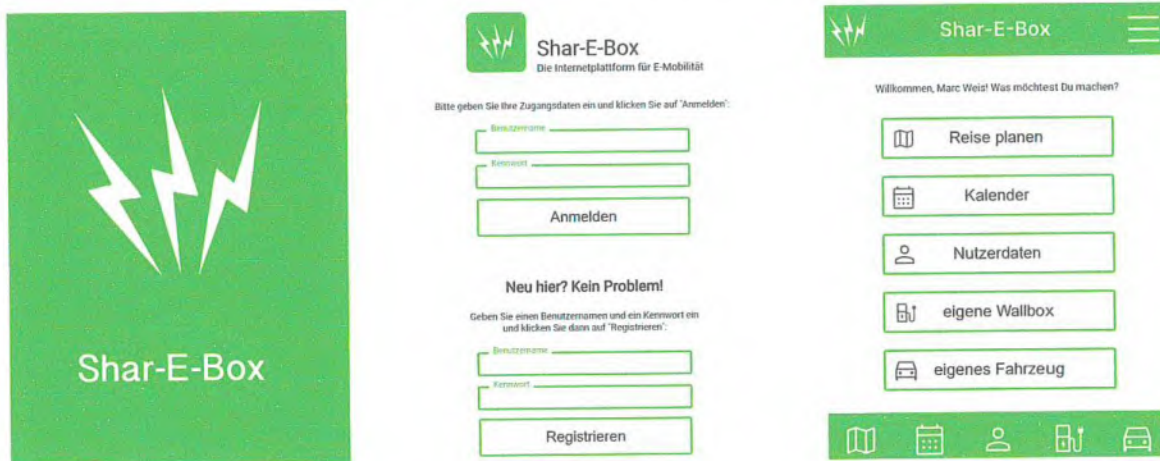 Shar-E-Box
Shar-E-Box
Die Internetplattform für E-Mobilität
Bitte geben Sie Ihre Zugangsdaten ein und klicken Sie auf "Anmelden":
Benutzername
Kennwort
Anmelden
Neu hier? Kein Problem!
Geben Sie einen Benutzernamen und ein Kennwort ein
und klicken Sie dann auf "Registrieren":
Benutzername
Kennwort
Registrieren
Shar-E-Box
Willkommen, Marc Weis! Was möchtest Du machen?
Reise planen
Kalender
Nutzerdaten
eigene Wallbox
eigenes Fahrzeug